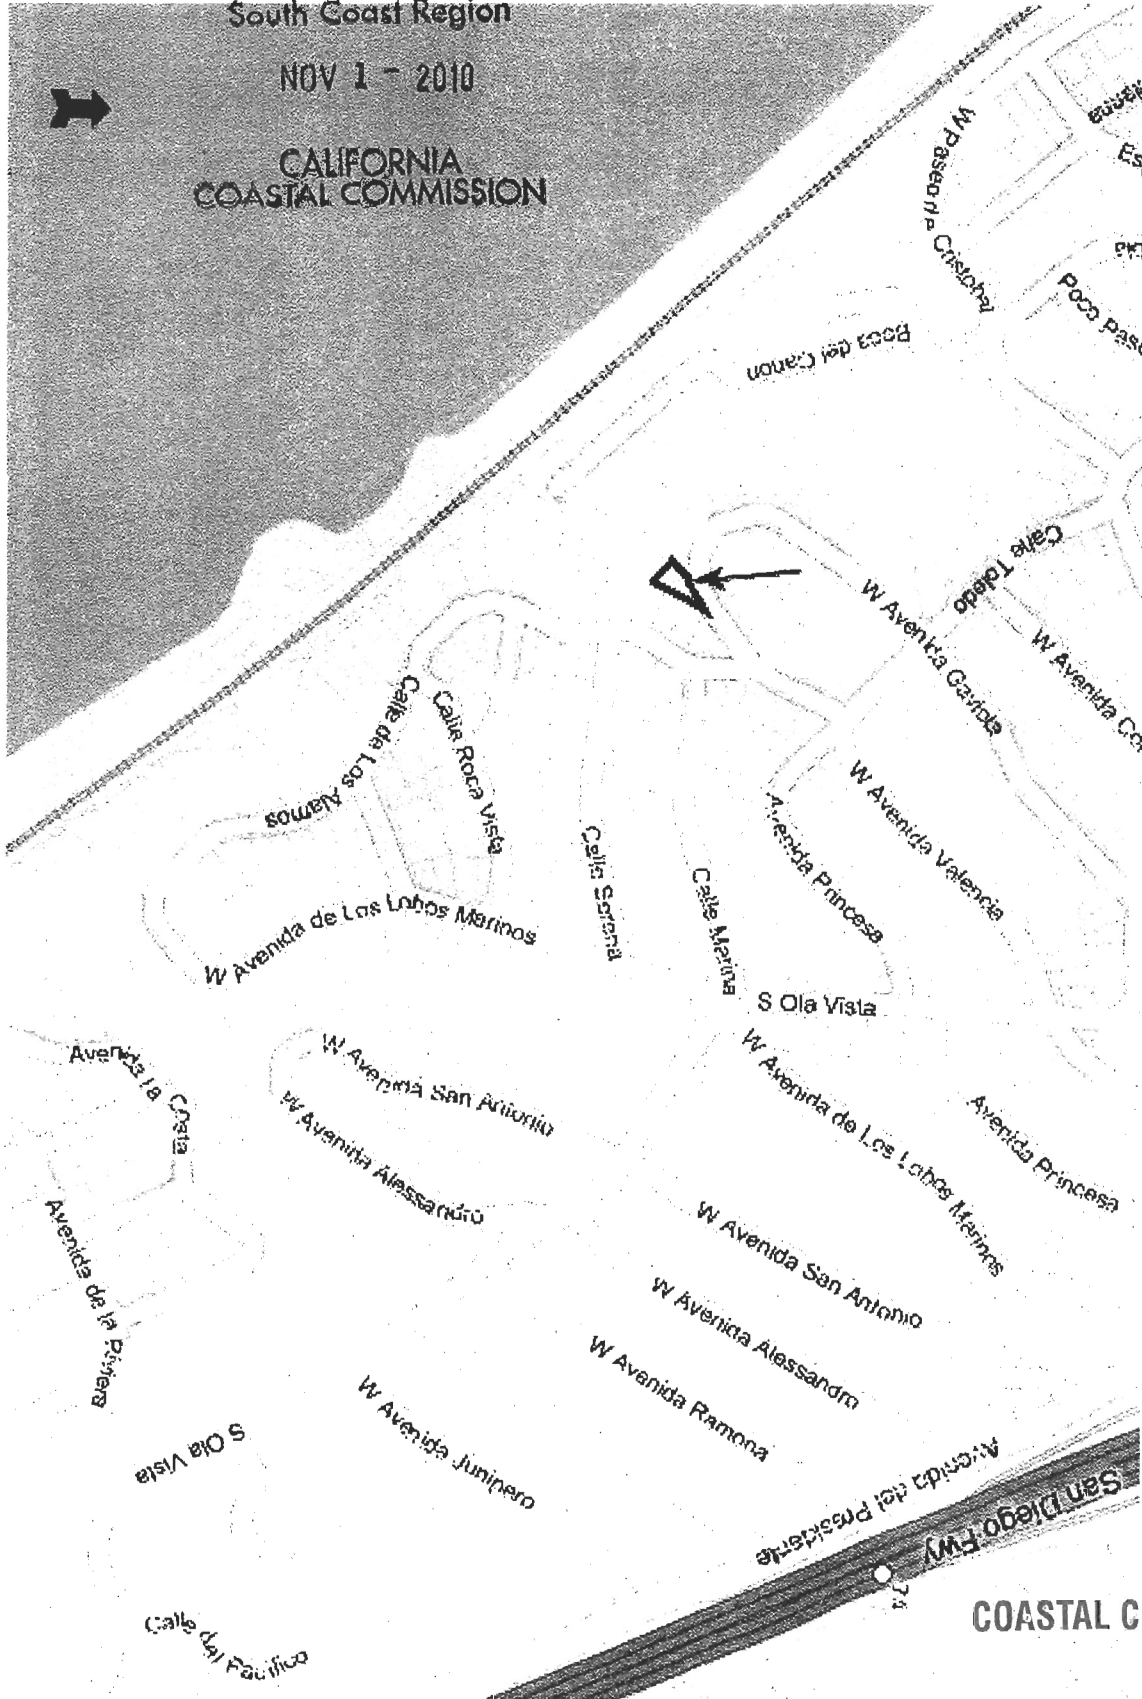 South Coast Region
NOV 1 - 2010
CALIFORNIA
COASTAL COMMISSION
W Paseo de Cristobal
Poco Pas
Boca del Canon
Calle Toledo
W Avenida Gaviota
W Avenida Co
Calle de Los Alamos
Calle Roca Vista
W Avenida Valencia
Avenida Princesa
Calle Serena
Calle Marina
W Avenida de Los Lobos Marinos
S Ola Vista
Avenida la Costa
W Avenida San Antonio
W Avenida Alessandro
W Avenida de Los Lobos Marinos
Avenida Princesa
Avenida de la Riviera
W Avenida San Antonio
W Avenida Alessandro
W Avenida Ramona
W Avenida Junipero
S Ola Vista
Avenida del Presidente
San Diego Fwy
74
COASTAL C
Calle del Pacifico